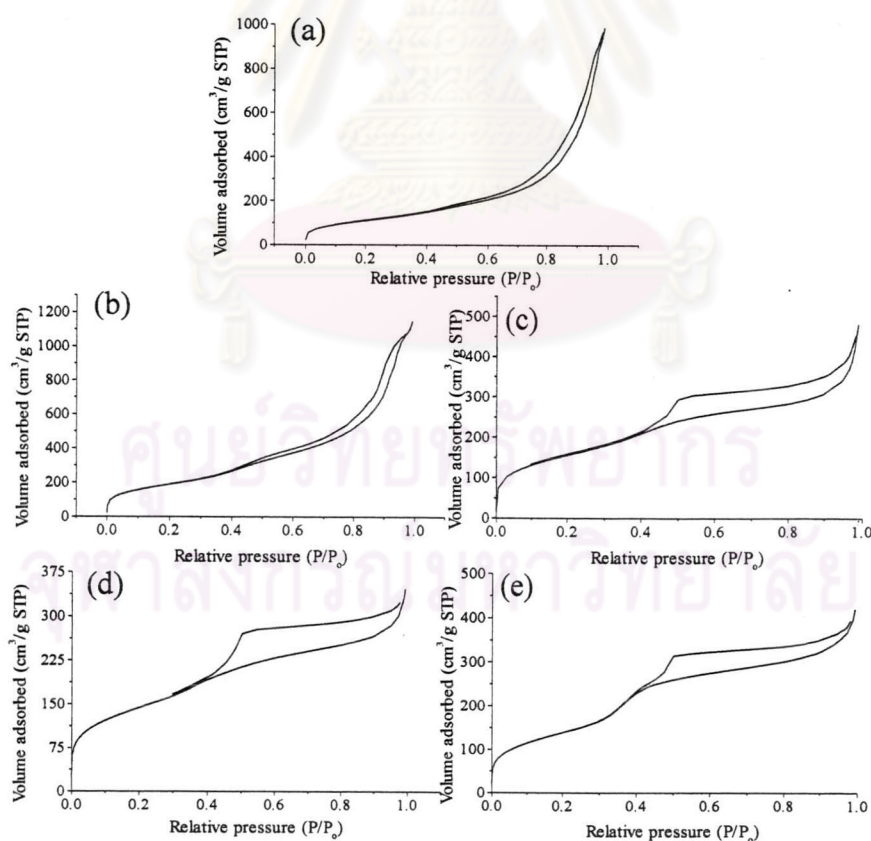 (a)
Volume adsorbed (cm³/g STP)
1000
800
600
400
200
0
0.0 0.2 0.4 0.6 0.8 1.0
Relative pressure (P/Pₒ)
(b)
Volume adsorbed (cm³/g STP)
1200
1000
800
600
400
200
0
0.0 0.2 0.4 0.6 0.8 1.0
Relative pressure (P/Pₒ)
(c)
Volume adsorbed (cm³/g STP)
500
400
300
200
100
0
0.0 0.2 0.4 0.6 0.8 1.0
Relative pressure (P/Pₒ)
ศูนย์วิทยทรัพยากร
จุฬาลงกรณ์มหาวิทยาลัย
(d)
Volume adsorbed (cm³/g STP)
375
300
225
150
75
0
0.0 0.2 0.4 0.6 0.8 1.0
Relative pressure (P/Pₒ)
(e)
Volume adsorbed (cm³/g STP)
500
400
300
200
100
0
0.0 0.2 0.4 0.6 0.8 1.0
Relative pressure (P/Pₒ)